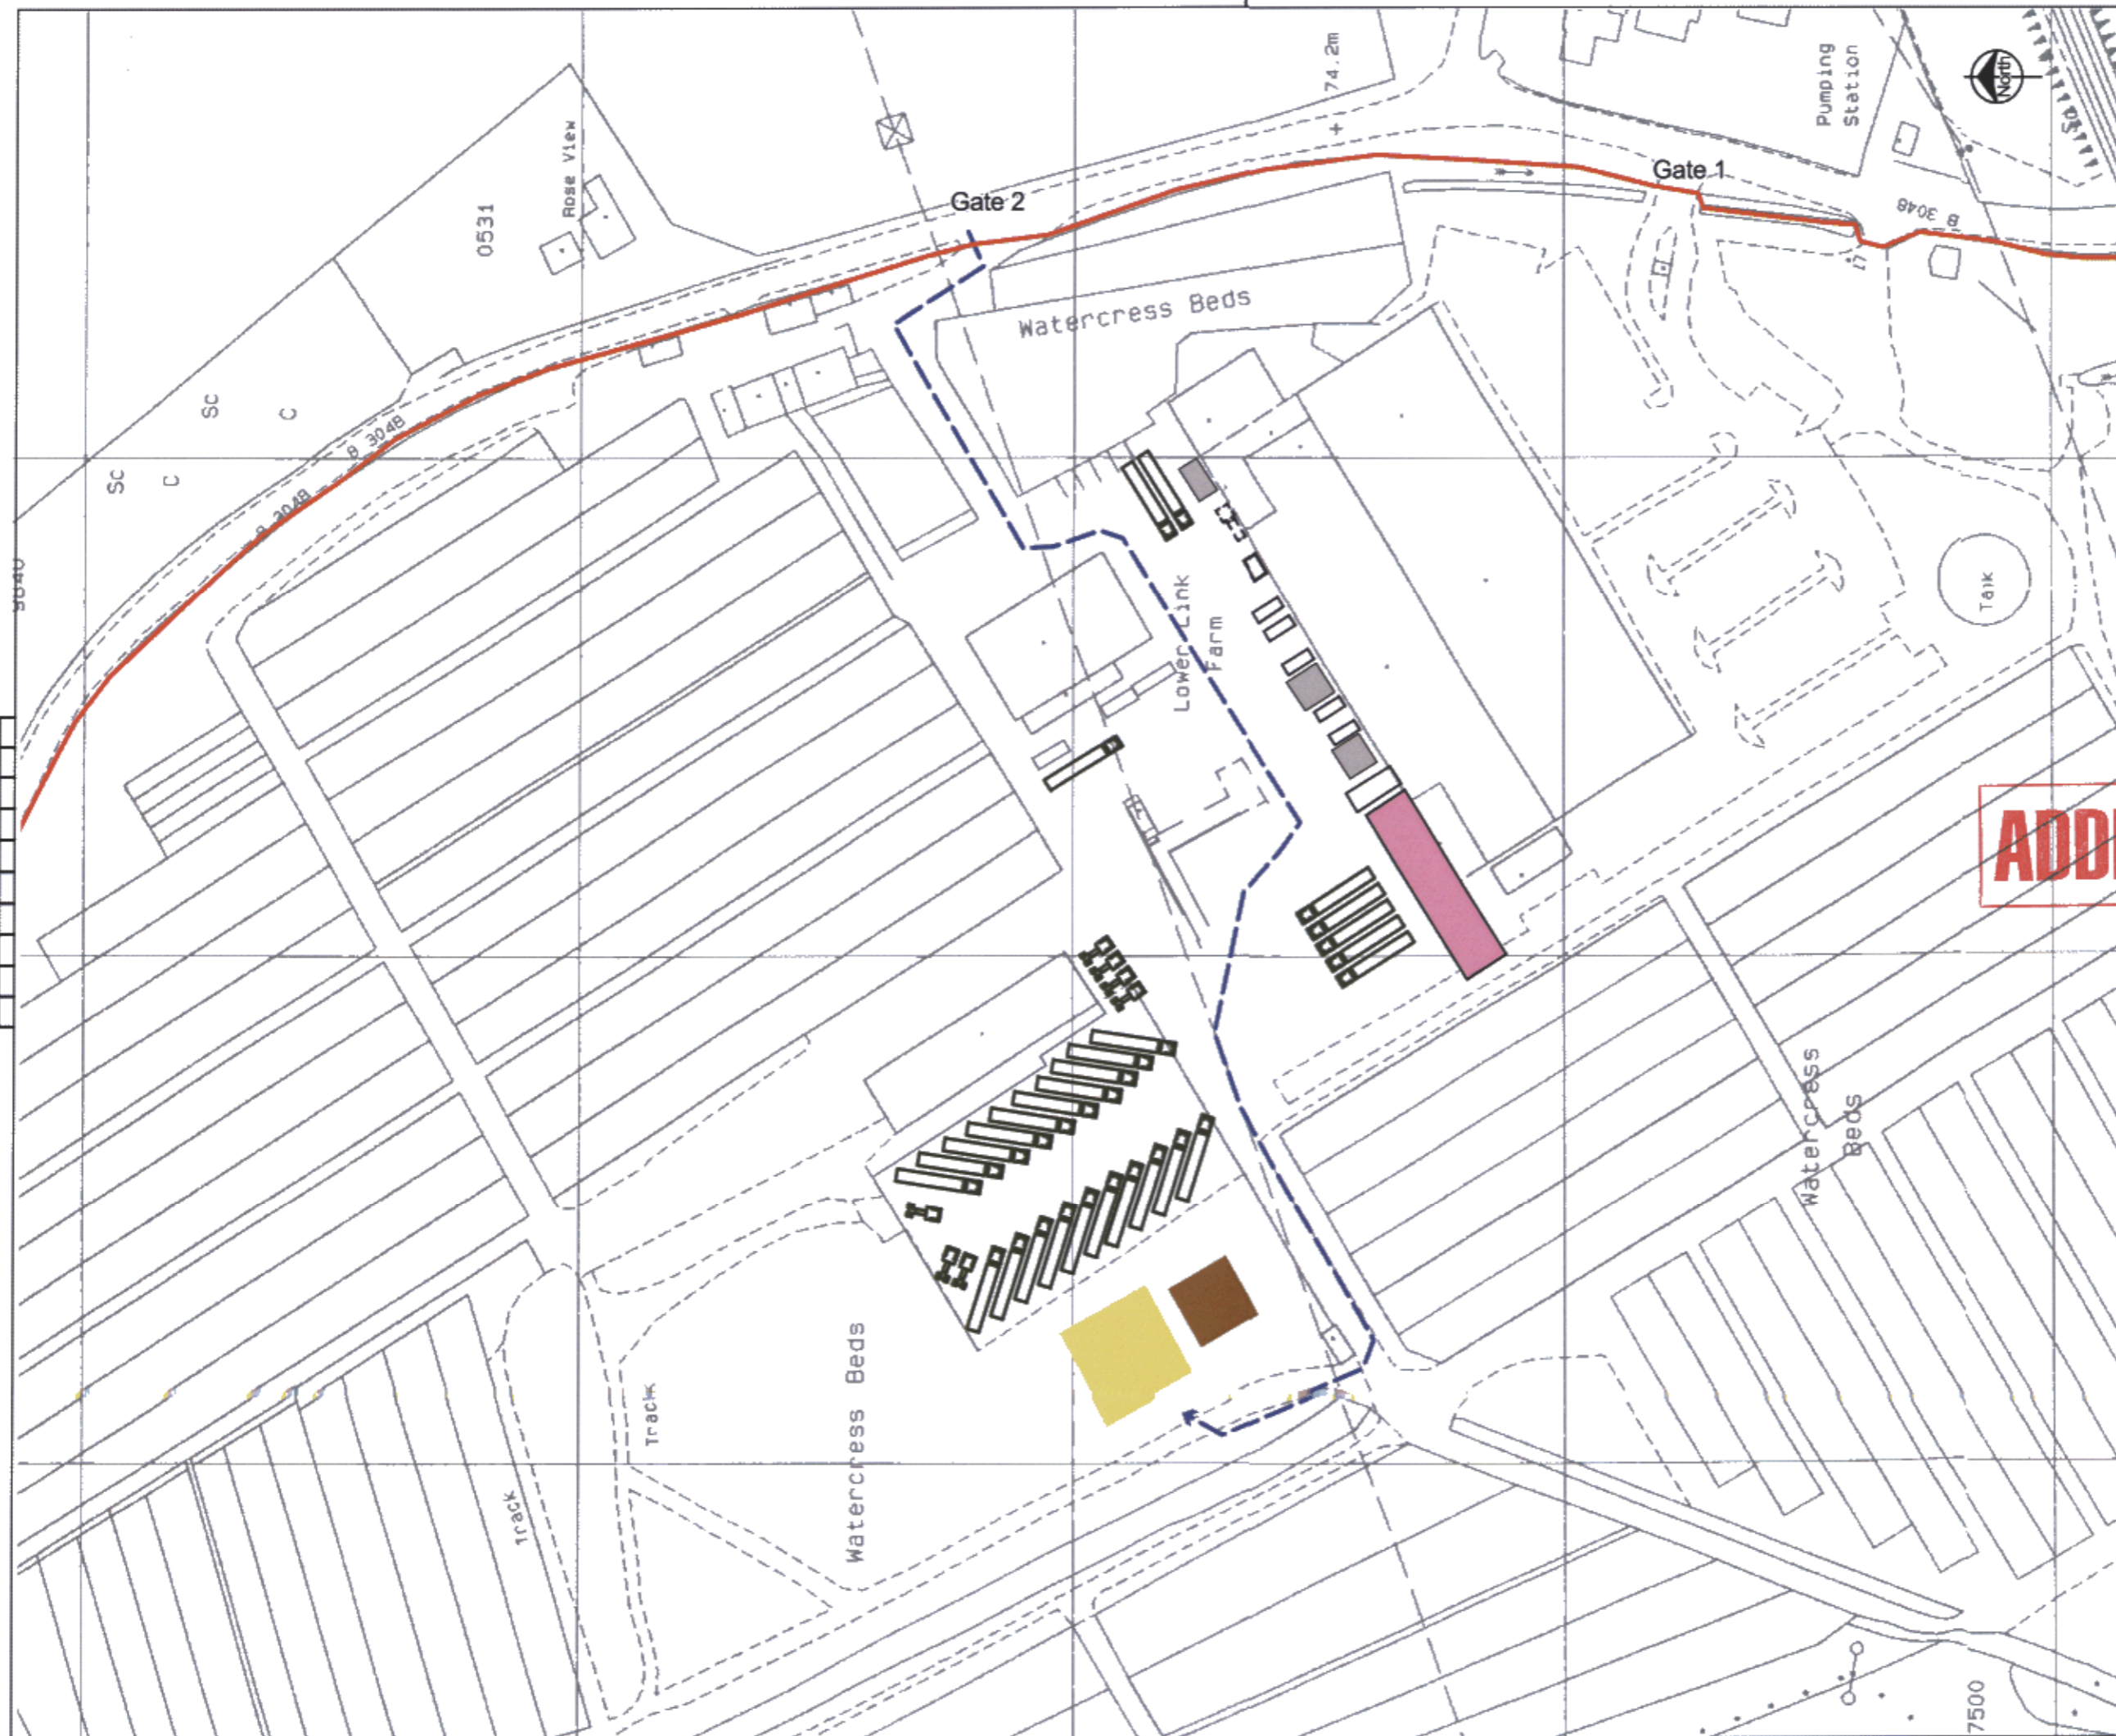 74.2m
Pumping
Station
North
Rose View
0531
Gate 2
Gate 1
B 3048
17
Watercress Beds
SC
C
B 3048
SC
C
B 3048
Lower Link
Farm
Tank
ADD
Watercress
Beds
Watercress Beds
Track
Track
7500